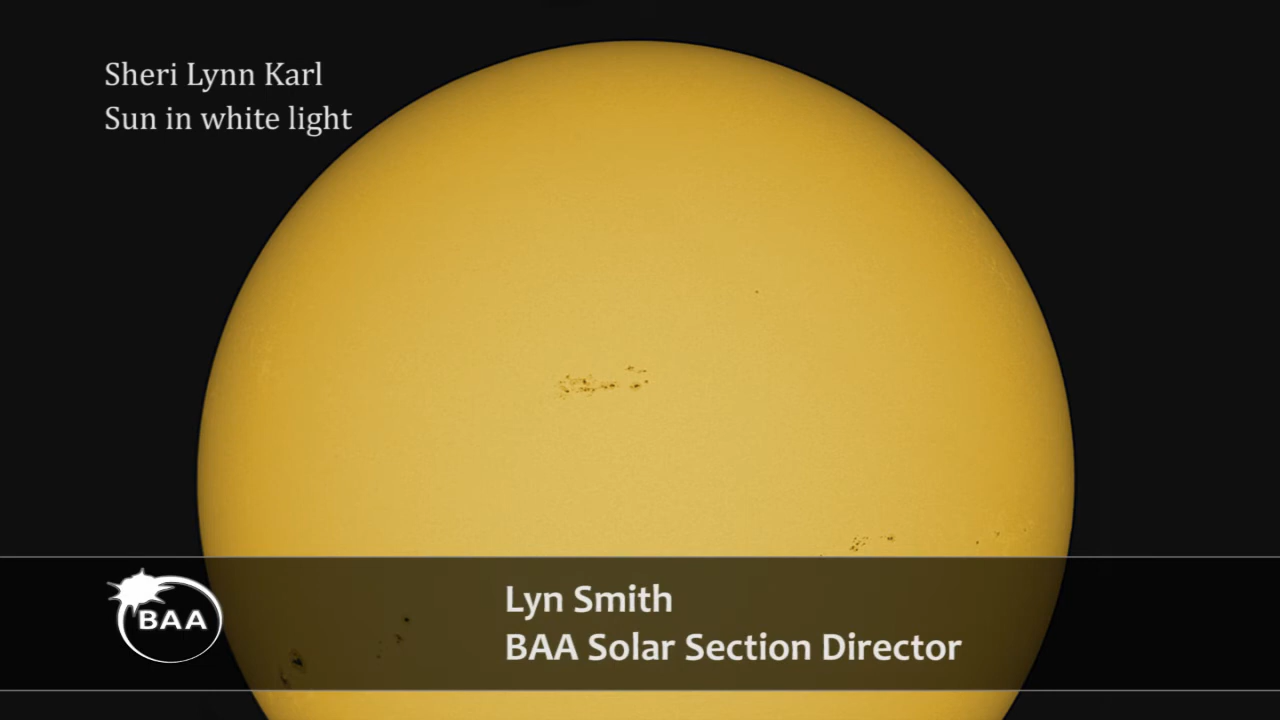 Sheri Lynn Karl
Sun in white light
BAA
Lyn Smith
BAA Solar Section Director